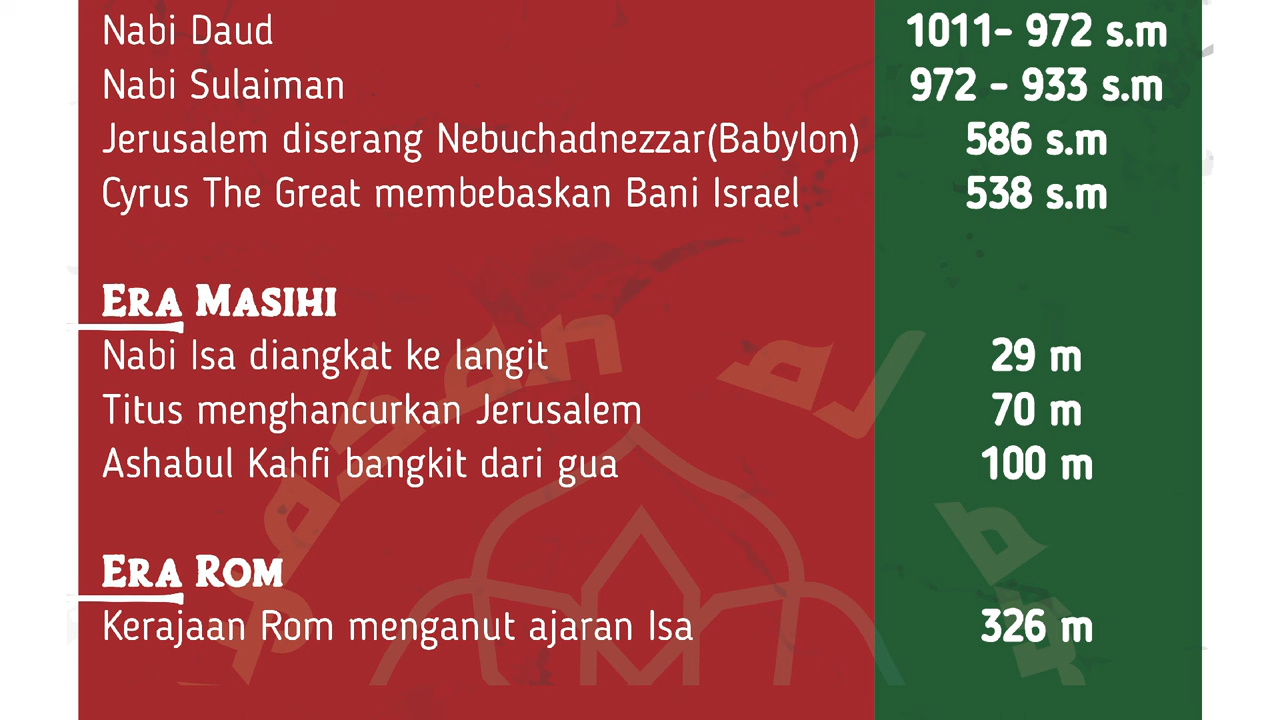 Nabi Daud 1011- 972 s.m
Nabi Sulaiman 972 - 933 s.m
Jerusalem diserang Nebuchadnezzar(Babylon) 586 s.m
Cyrus The Great membebaskan Bani Israel 538 s.m
ERA MASIHI
Nabi Isa diangkat ke langit 29 m
Titus menghancurkan Jerusalem 70 m
Ashabul Kahfi bangkit dari gua 100 m
ERA ROM
Kerajaan Rom menganut ajaran Isa 326 m